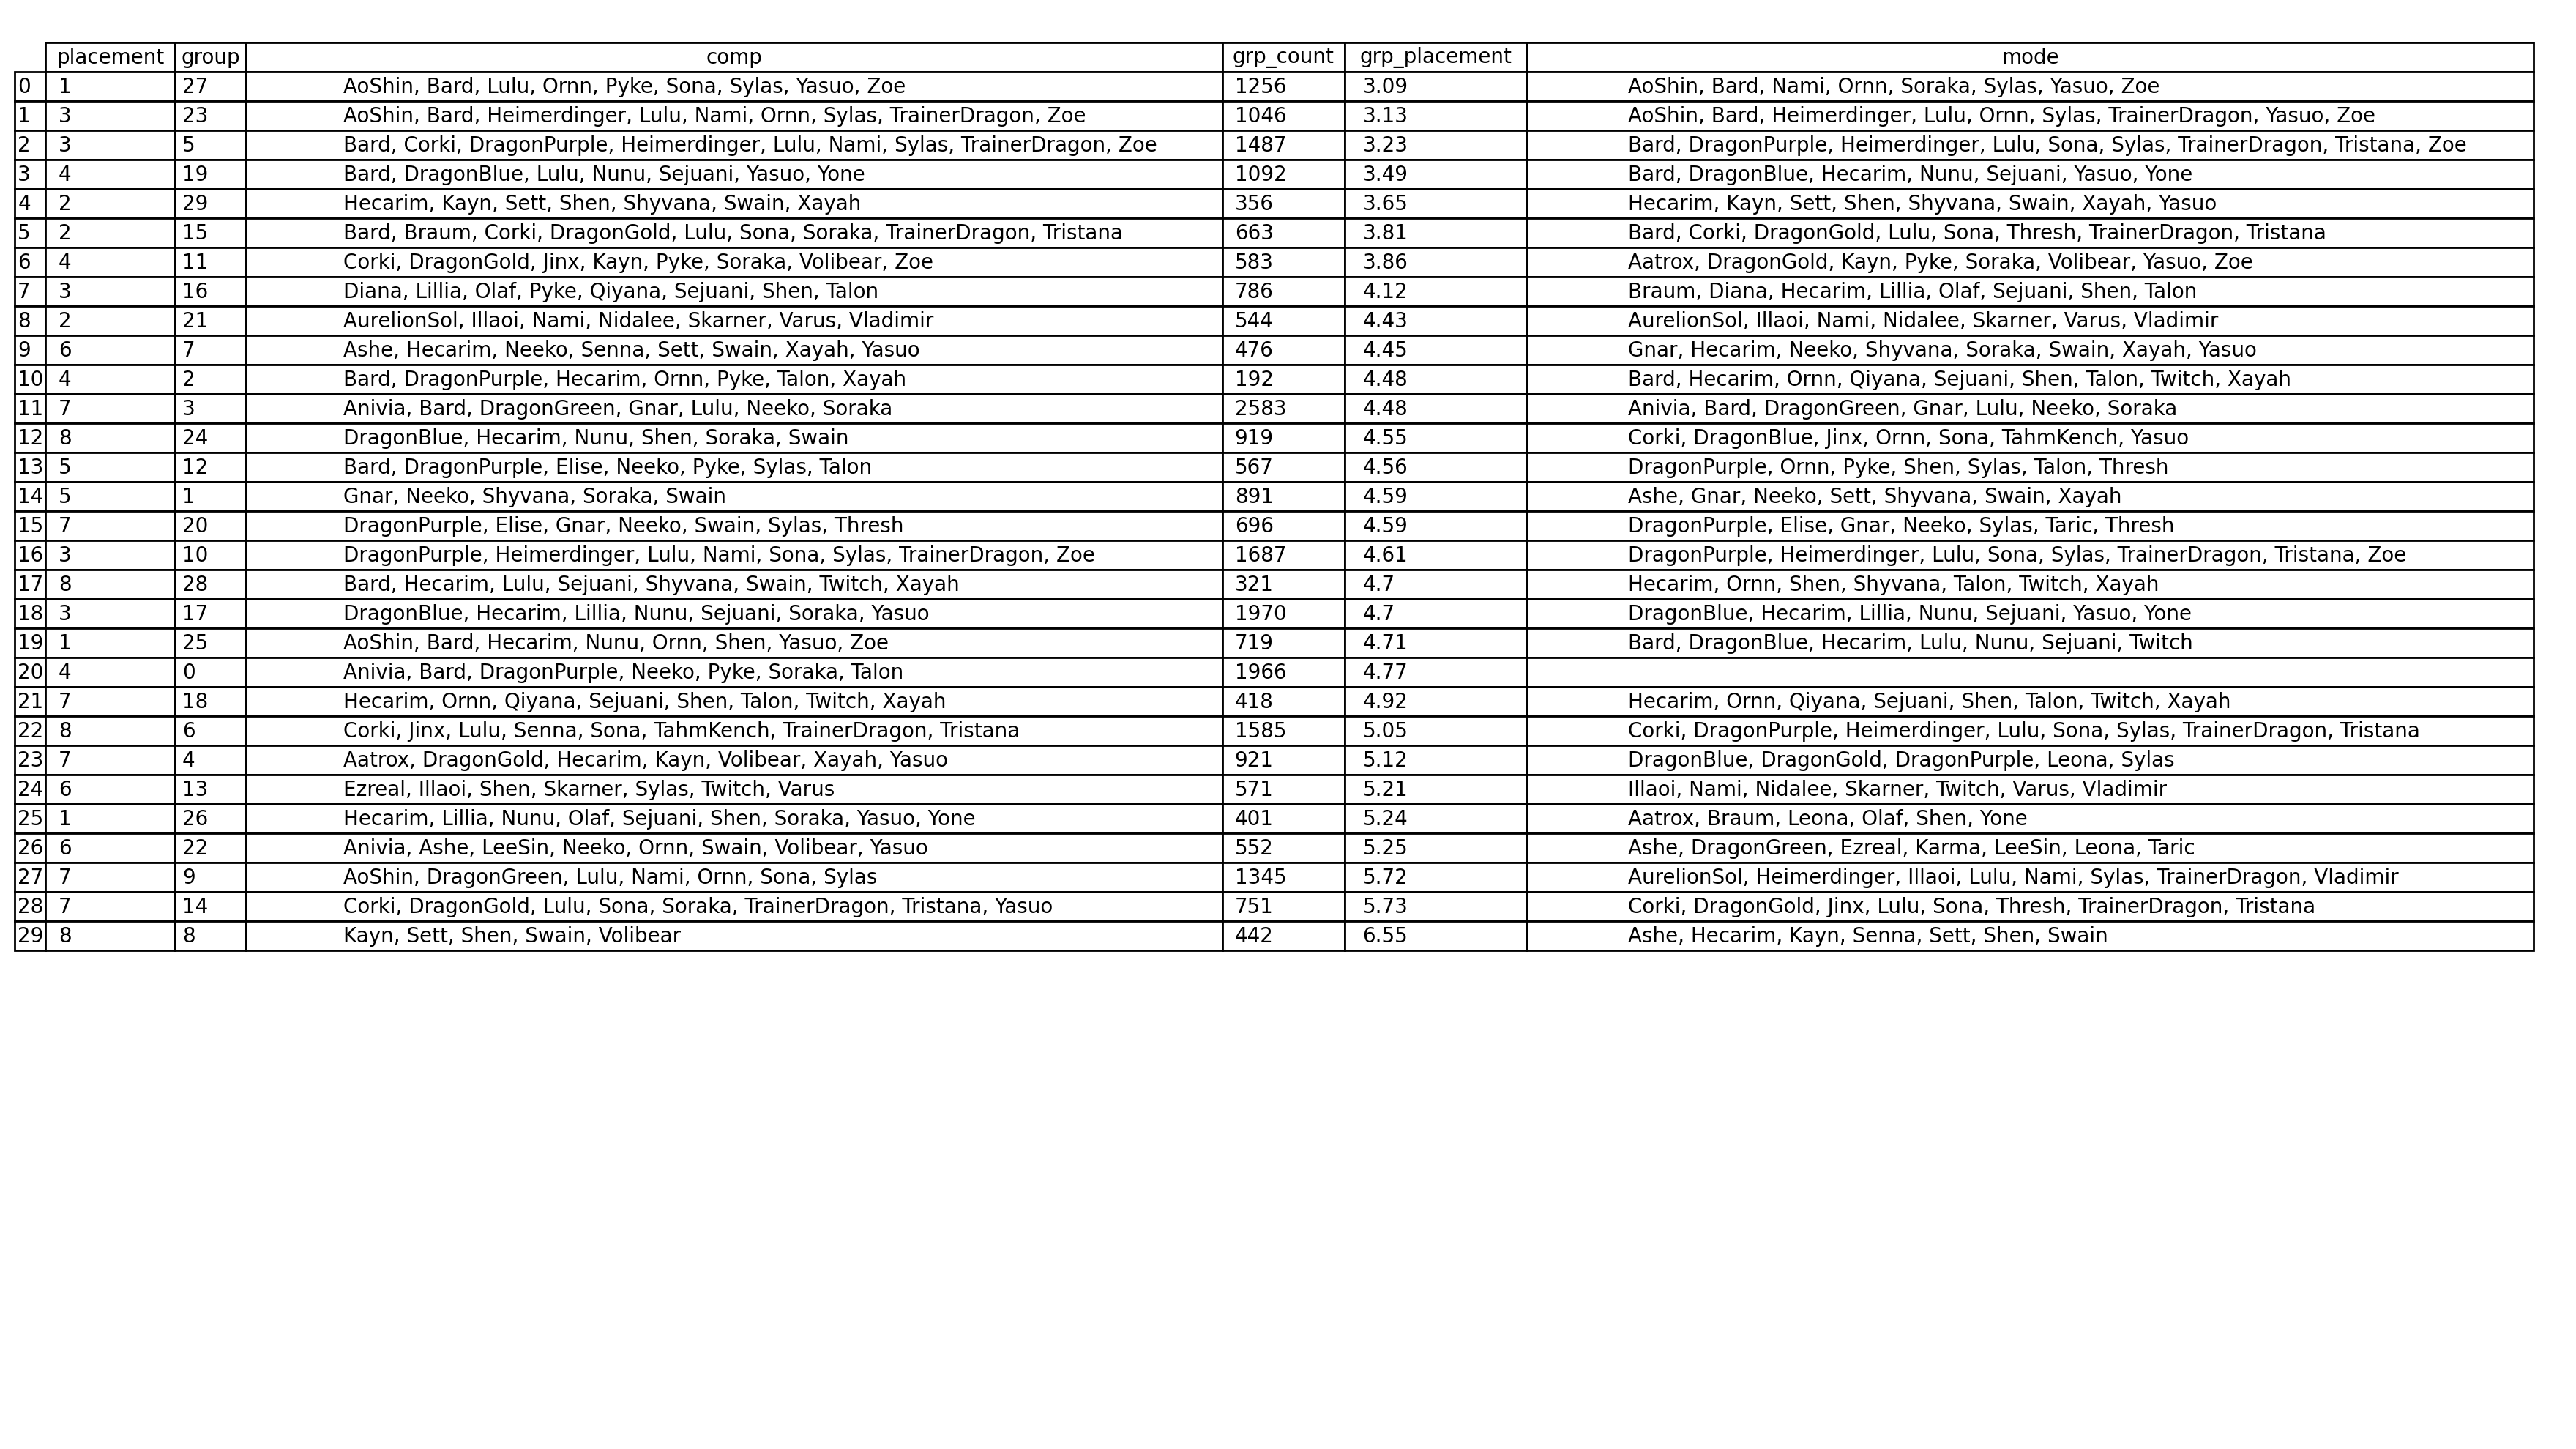 placement group comp grp_count grp_placement mode
0 1 27 AoShin, Bard, Lulu, Ornn, Pyke, Sona, Sylas, Yasuo, Zoe 1256 3.09 AoShin, Bard, Nami, Ornn, Soraka, Sylas, Yasuo, Zoe
1 3 23 AoShin, Bard, Heimerdinger, Lulu, Nami, Ornn, Sylas, TrainerDragon, Zoe 1046 3.13 AoShin, Bard, Heimerdinger, Lulu, Ornn, Sylas, TrainerDragon, Yasuo, Zoe
2 3 5 Bard, Corki, DragonPurple, Heimerdinger, Lulu, Nami, Sylas, TrainerDragon, Zoe 1487 3.23 Bard, DragonPurple, Heimerdinger, Lulu, Sona, Sylas, TrainerDragon, Tristana, Zoe
3 4 19 Bard, DragonBlue, Lulu, Nunu, Sejuani, Yasuo, Yone 1092 3.49 Bard, DragonBlue, Hecarim, Nunu, Sejuani, Yasuo, Yone
4 2 29 Hecarim, Kayn, Sett, Shen, Shyvana, Swain, Xayah 356 3.65 Hecarim, Kayn, Sett, Shen, Shyvana, Swain, Xayah, Yasuo
5 2 15 Bard, Braum, Corki, DragonGold, Lulu, Sona, Soraka, TrainerDragon, Tristana 663 3.81 Bard, Corki, DragonGold, Lulu, Sona, Thresh, TrainerDragon, Tristana
6 4 11 Corki, DragonGold, Jinx, Kayn, Pyke, Soraka, Volibear, Zoe 583 3.86 Aatrox, DragonGold, Kayn, Pyke, Soraka, Volibear, Yasuo, Zoe
7 3 16 Diana, Lillia, Olaf, Pyke, Qiyana, Sejuani, Shen, Talon 786 4.12 Braum, Diana, Hecarim, Lillia, Olaf, Sejuani, Shen, Talon
8 2 21 AurelionSol, Illaoi, Nami, Nidalee, Skarner, Varus, Vladimir 544 4.43 AurelionSol, Illaoi, Nami, Nidalee, Skarner, Varus, Vladimir
9 6 7 Ashe, Hecarim, Neeko, Senna, Sett, Swain, Xayah, Yasuo 476 4.45 Gnar, Hecarim, Neeko, Shyvana, Soraka, Swain, Xayah, Yasuo
10 4 2 Bard, DragonPurple, Hecarim, Ornn, Pyke, Talon, Xayah 192 4.48 Bard, Hecarim, Ornn, Qiyana, Sejuani, Shen, Talon, Twitch, Xayah
11 7 3 Anivia, Bard, DragonGreen, Gnar, Lulu, Neeko, Soraka 2583 4.48 Anivia, Bard, DragonGreen, Gnar, Lulu, Neeko, Soraka
12 8 24 DragonBlue, Hecarim, Nunu, Shen, Soraka, Swain 919 4.55 Corki, DragonBlue, Jinx, Ornn, Sona, TahmKench, Yasuo
13 5 12 Bard, DragonPurple, Elise, Neeko, Pyke, Sylas, Talon 567 4.56 DragonPurple, Ornn, Pyke, Shen, Sylas, Talon, Thresh
14 5 1 Gnar, Neeko, Shyvana, Soraka, Swain 891 4.59 Ashe, Gnar, Neeko, Sett, Shyvana, Swain, Xayah
15 7 20 DragonPurple, Elise, Gnar, Neeko, Swain, Sylas, Thresh 696 4.59 DragonPurple, Elise, Gnar, Neeko, Sylas, Taric, Thresh
16 3 10 DragonPurple, Heimerdinger, Lulu, Nami, Sona, Sylas, TrainerDragon, Zoe 1687 4.61 DragonPurple, Heimerdinger, Lulu, Sona, Sylas, TrainerDragon, Tristana, Zoe
17 8 28 Bard, Hecarim, Lulu, Sejuani, Shyvana, Swain, Twitch, Xayah 321 4.7 Hecarim, Ornn, Shen, Shyvana, Talon, Twitch, Xayah
18 3 17 DragonBlue, Hecarim, Lillia, Nunu, Sejuani, Soraka, Yasuo 1970 4.7 DragonBlue, Hecarim, Lillia, Nunu, Sejuani, Yasuo, Yone
19 1 25 AoShin, Bard, Hecarim, Nunu, Ornn, Shen, Yasuo, Zoe 719 4.71 Bard, DragonBlue, Hecarim, Lulu, Nunu, Sejuani, Twitch
20 4 0 Anivia, Bard, DragonPurple, Neeko, Pyke, Soraka, Talon 1966 4.77
21 7 18 Hecarim, Ornn, Qiyana, Sejuani, Shen, Talon, Twitch, Xayah 418 4.92 Hecarim, Ornn, Qiyana, Sejuani, Shen, Talon, Twitch, Xayah
22 8 6 Corki, Jinx, Lulu, Senna, Sona, TahmKench, TrainerDragon, Tristana 1585 5.05 Corki, DragonPurple, Heimerdinger, Lulu, Sona, Sylas, TrainerDragon, Tristana
23 7 4 Aatrox, DragonGold, Hecarim, Kayn, Volibear, Xayah, Yasuo 921 5.12 DragonBlue, DragonGold, DragonPurple, Leona, Sylas
24 6 13 Ezreal, Illaoi, Shen, Skarner, Sylas, Twitch, Varus 571 5.21 Illaoi, Nami, Nidalee, Skarner, Twitch, Varus, Vladimir
25 1 26 Hecarim, Lillia, Nunu, Olaf, Sejuani, Shen, Soraka, Yasuo, Yone 401 5.24 Aatrox, Braum, Leona, Olaf, Shen, Yone
26 6 22 Anivia, Ashe, LeeSin, Neeko, Ornn, Swain, Volibear, Yasuo 552 5.25 Ashe, DragonGreen, Ezreal, Karma, LeeSin, Leona, Taric
27 7 9 AoShin, DragonGreen, Lulu, Nami, Ornn, Sona, Sylas 1345 5.72 AurelionSol, Heimerdinger, Illaoi, Lulu, Nami, Sylas, TrainerDragon, Vladimir
28 7 14 Corki, DragonGold, Lulu, Sona, Soraka, TrainerDragon, Tristana, Yasuo 751 5.73 Corki, DragonGold, Jinx, Lulu, Sona, Thresh, TrainerDragon, Tristana
29 8 8 Kayn, Sett, Shen, Swain, Volibear 442 6.55 Ashe, Hecarim, Kayn, Senna, Sett, Shen, Swain